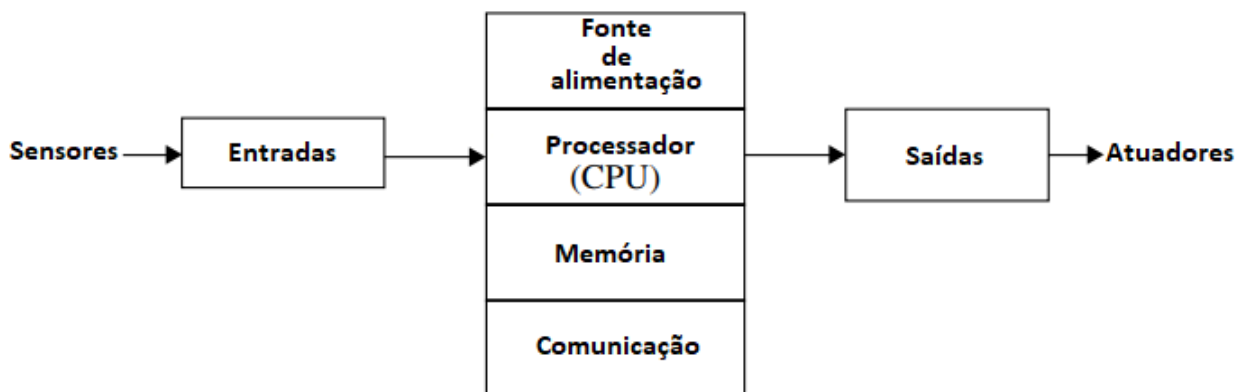 Fonte
de
alimentação
Sensores
Entradas
Processador
(CPU)
Saídas
Atuadores
Memória
Comunicação